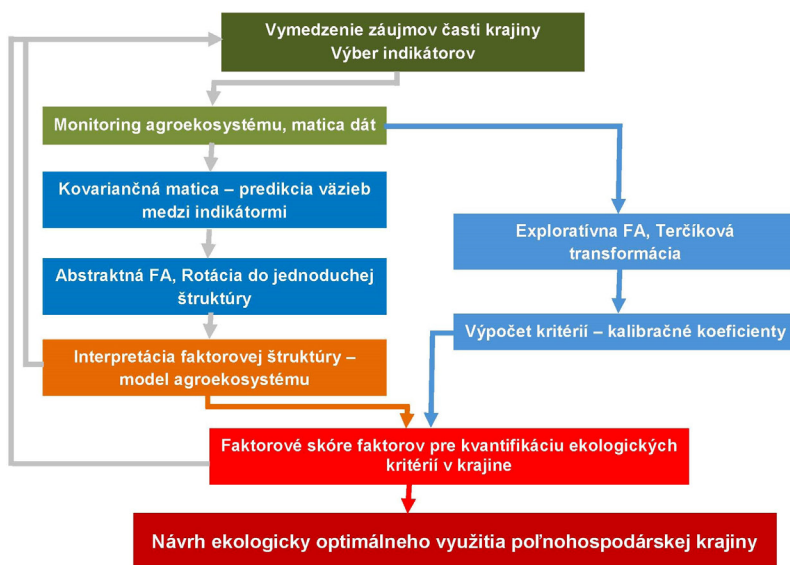 Vymedzenie záujmov časti krajiny
Výber indikátorov
Monitoring agroekosystému, matica dát
Kovariančná matica – predikcia väzieb
medzi indikátormi
Exploratívna FA, Terčíková
transformácia
Abstraktná FA, Rotácia do jednoduchej
štruktúry
Výpočet kritérií – kalibračné koeficienty
Interpretácia faktorovej štruktúry –
model agroekosystému
Faktorové skóre faktorov pre kvantifikáciu ekologických
kritérií v krajine
Návrh ekologicky optimálneho využitia poľnohospodárskej krajiny